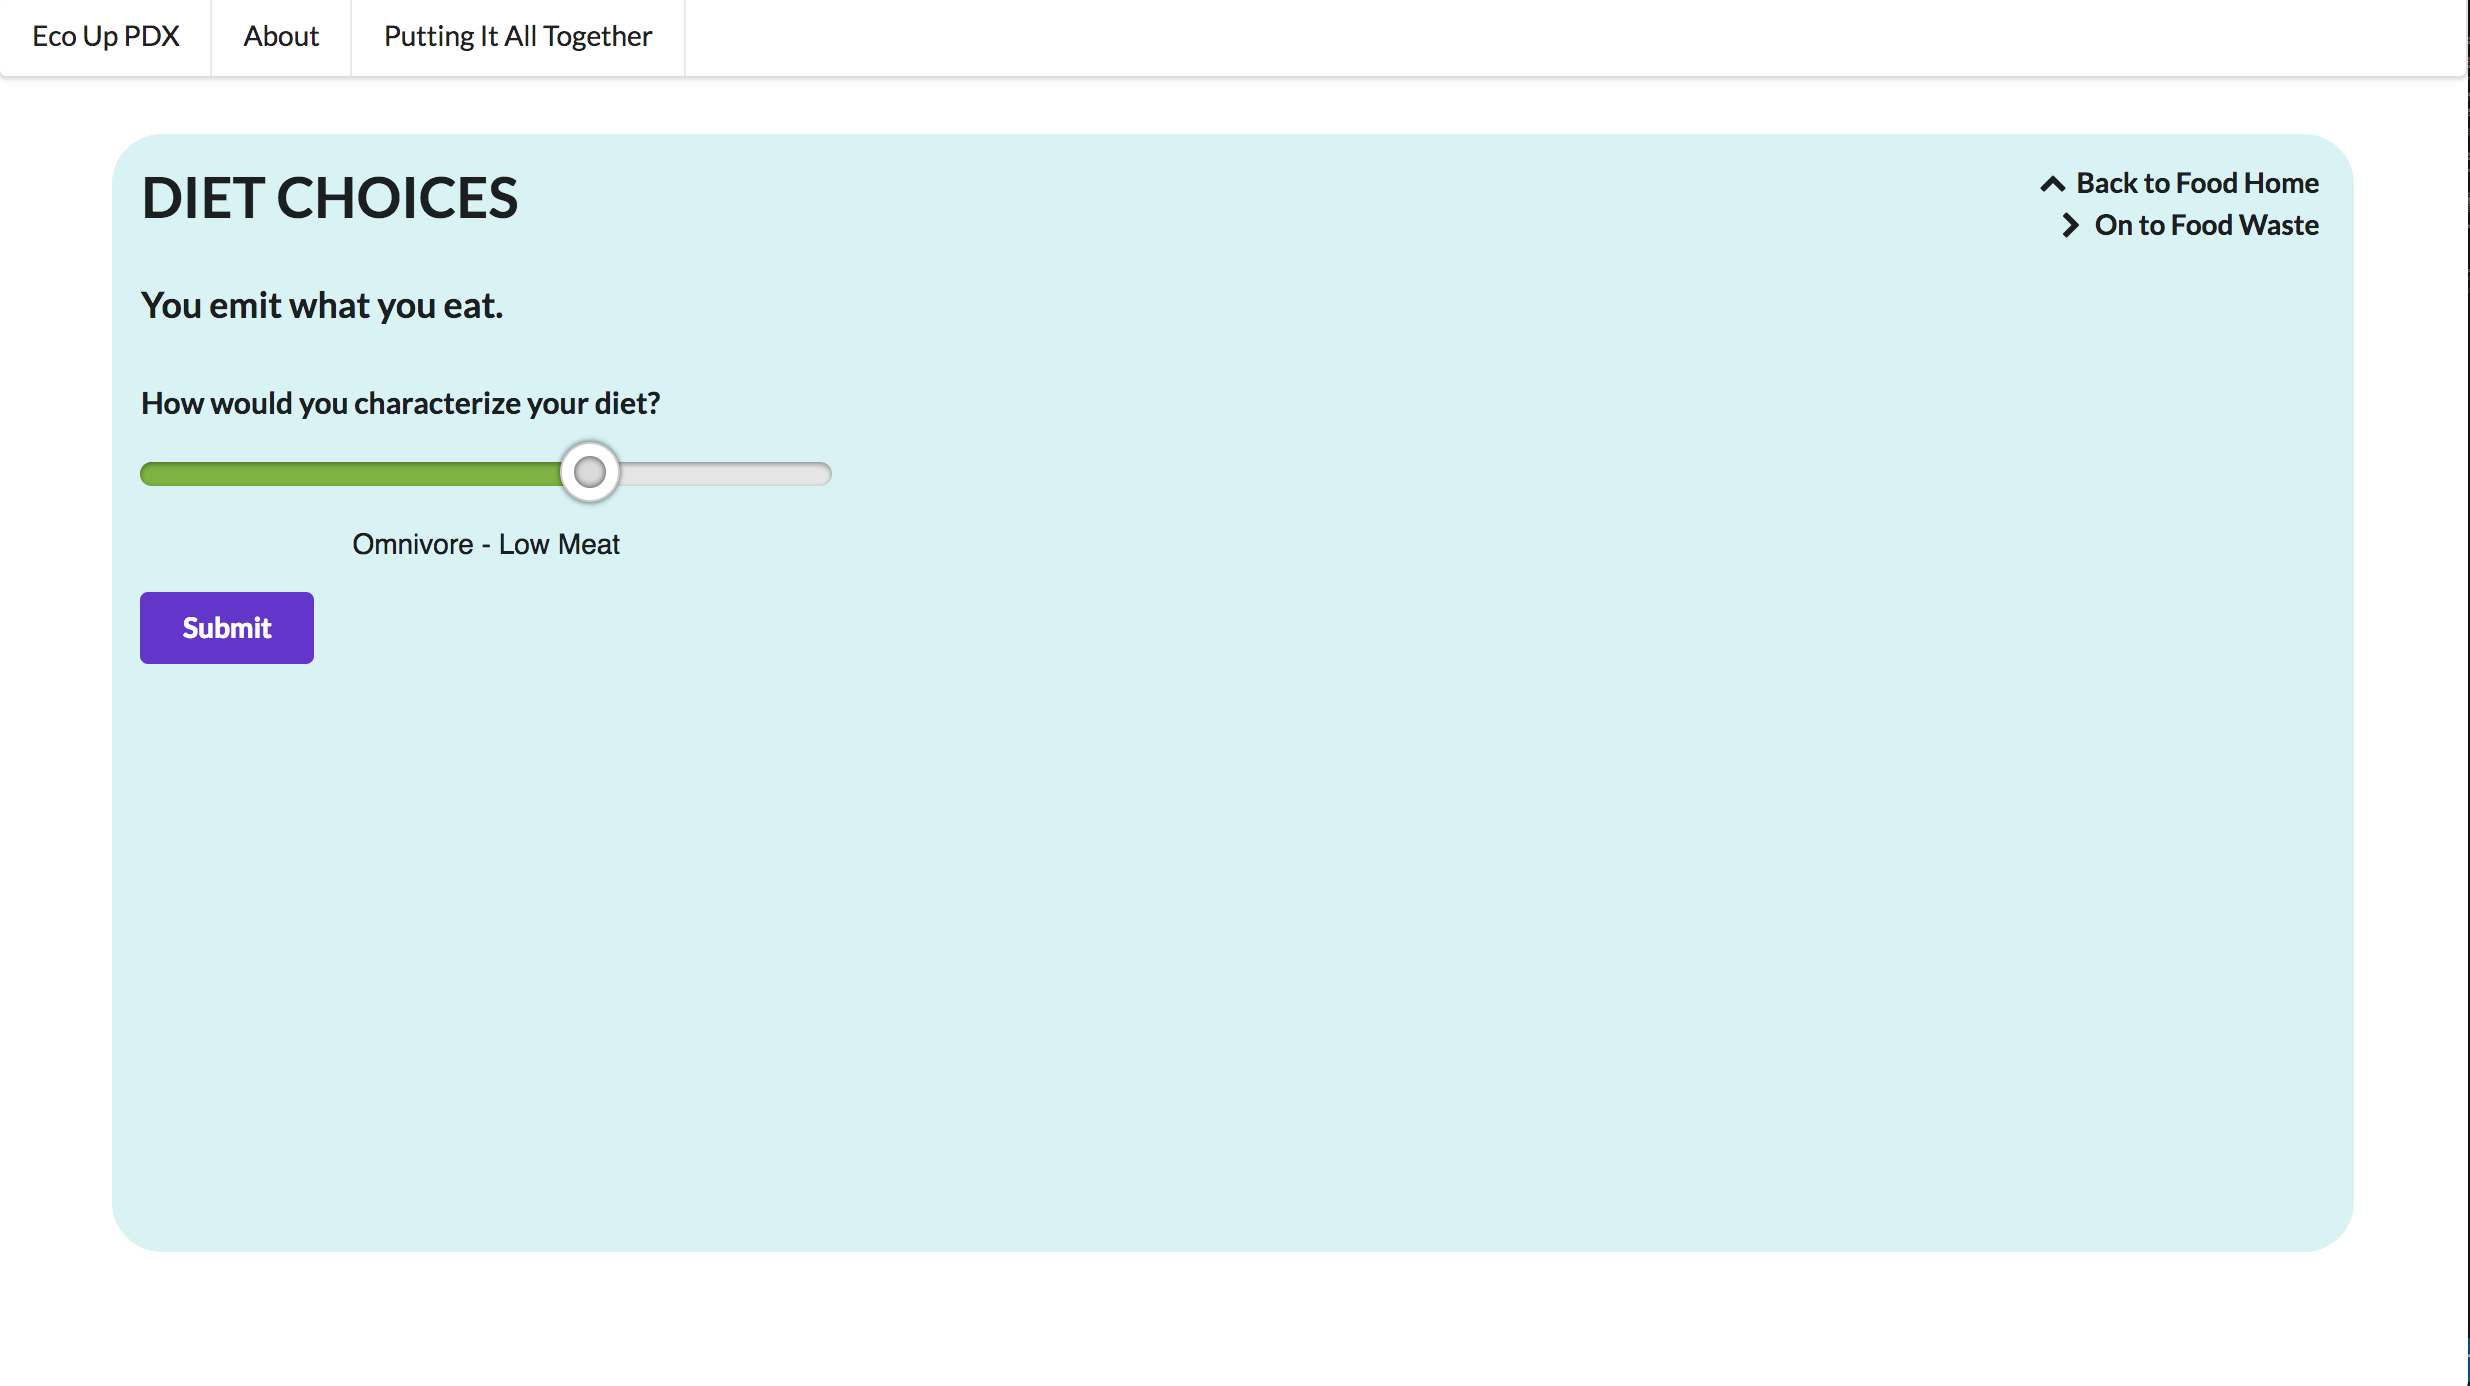 Eco Up PDX About Putting It All Together
DIET CHOICES
Back to Food Home
On to Food Waste
You emit what you eat.
How would you characterize your diet?
Omnivore - Low Meat
Submit